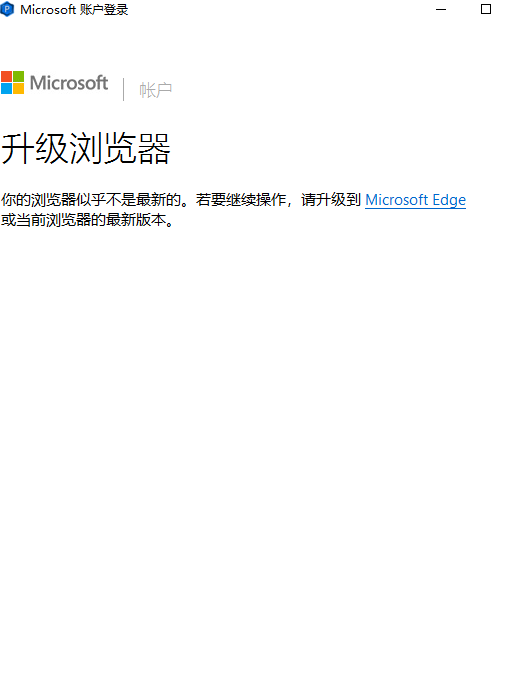 Microsoft 账户登录
Microsoft | 帐户
升级浏览器
你的浏览器似乎不是最新的。若要继续操作，请升级到 Microsoft Edge
或当前浏览器的最新版本。